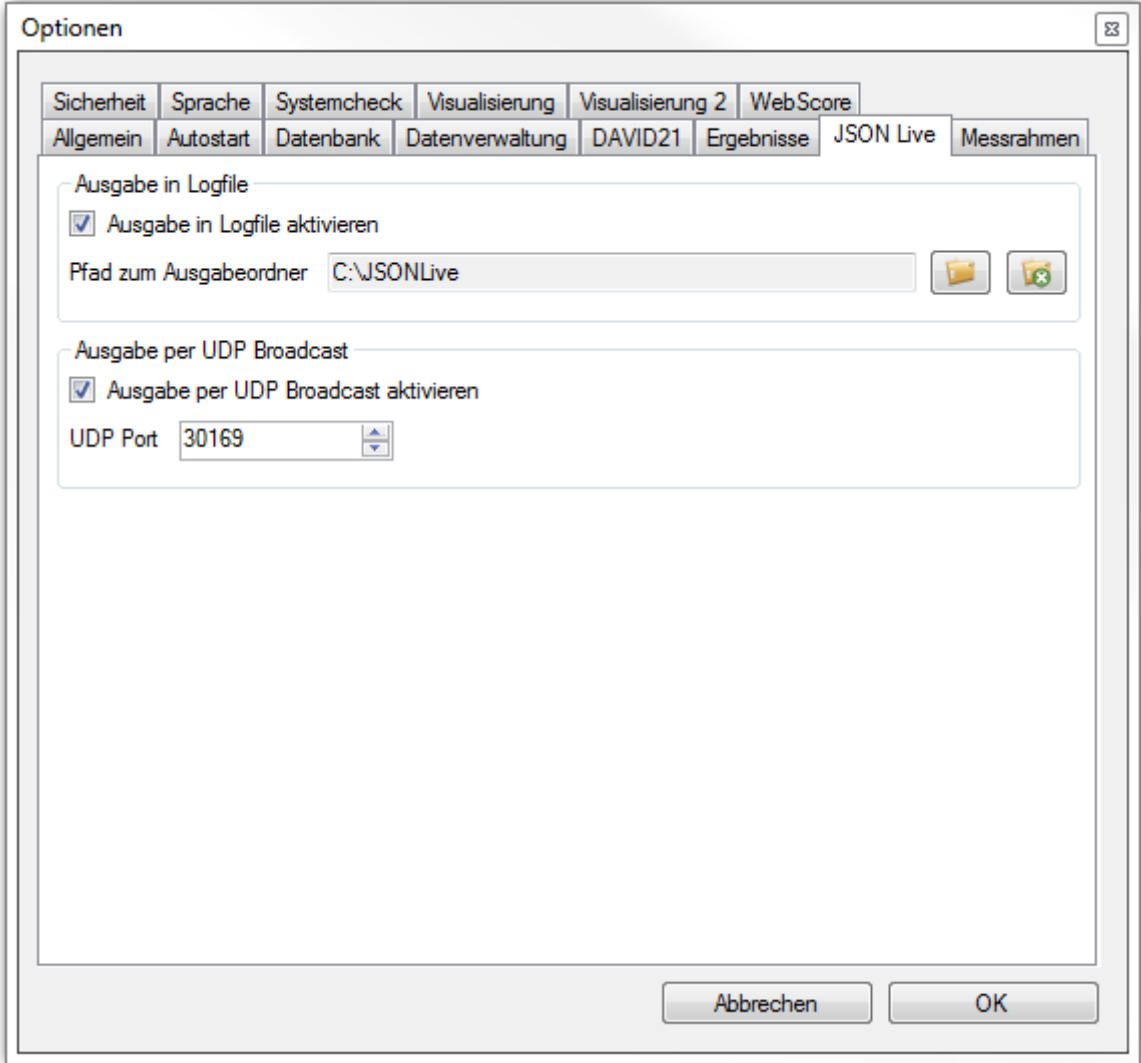 Optionen
Sicherheit Sprache Systemcheck Visualisierung Visualisierung 2 WebScore
Allgemein Autostart Datenbank Datenverwaltung DAVID21 Ergebnisse JSON Live Messrahmen
Ausgabe in Logfile
Ausgabe in Logfile aktivieren
Pfad zum Ausgabeordner C:\JSONLive
Ausgabe per UDP Broadcast
Ausgabe per UDP Broadcast aktivieren
UDP Port 30169
Abbrechen OK